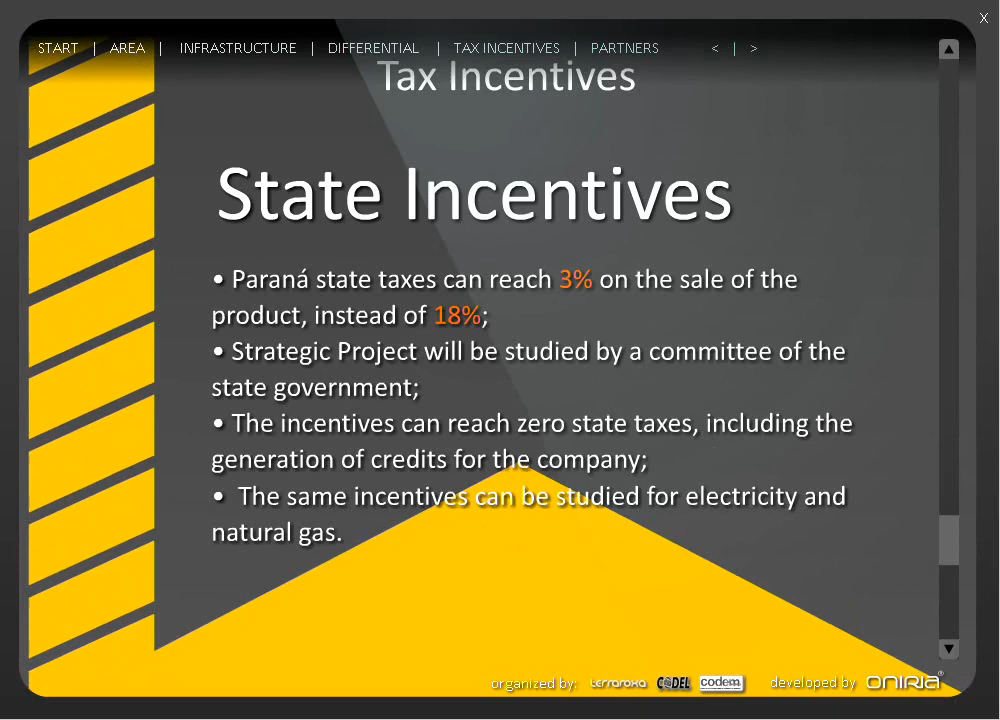 X
START | AREA | INFRASTRUCTURE | DIFFERENTIAL | TAX INCENTIVES | PARTNERS < | >
Tax Incentives
State Incentives
• Paraná state taxes can reach 3% on the sale of the
product, instead of 18%;
• Strategic Project will be studied by a committee of the
state government;
• The incentives can reach zero state taxes, including the
generation of credits for the company;
• The same incentives can be studied for electricity and
natural gas.
organized by: terraroxa CODEL codem developed by ONIRIA®